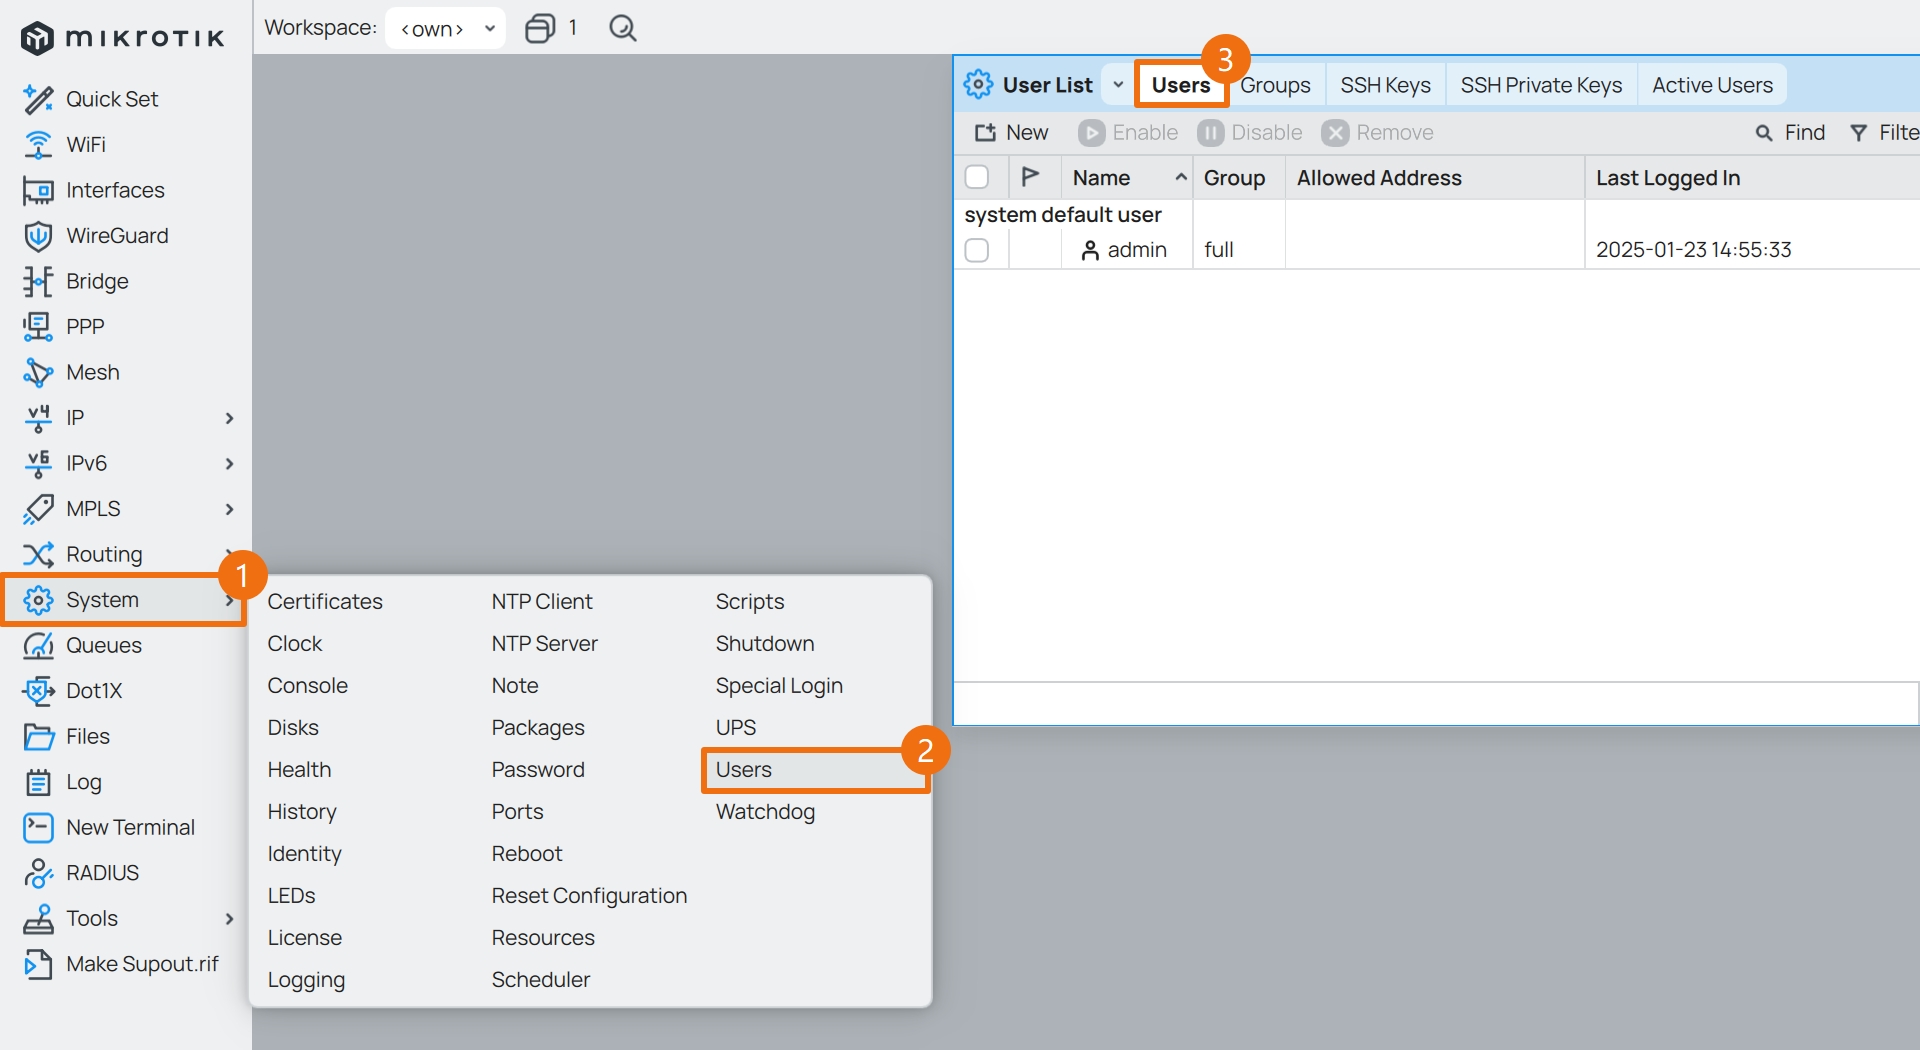 mikrotik
Workspace: <own> 1
Quick Set
WiFi
Interfaces
WireGuard
Bridge
PPP
Mesh
v4 IP
v6 IPv6
MPLS
Routing
1
System
Queues
Dot1X
Files
Log
New Terminal
RADIUS
Tools
Make Supout.rif
Certificates
Clock
Console
Disks
Health
History
Identity
LEDs
License
Logging
NTP Client
NTP Server
Note
Packages
Password
Ports
Reboot
Reset Configuration
Resources
Scheduler
Scripts
Shutdown
Special Login
UPS
2
Users
Watchdog
3
User List Users Groups SSH Keys SSH Private Keys Active Users
New Enable Disable Remove Find Filte
Name Group Allowed Address Last Logged In
system default user
admin full 2025-01-23 14:55:33